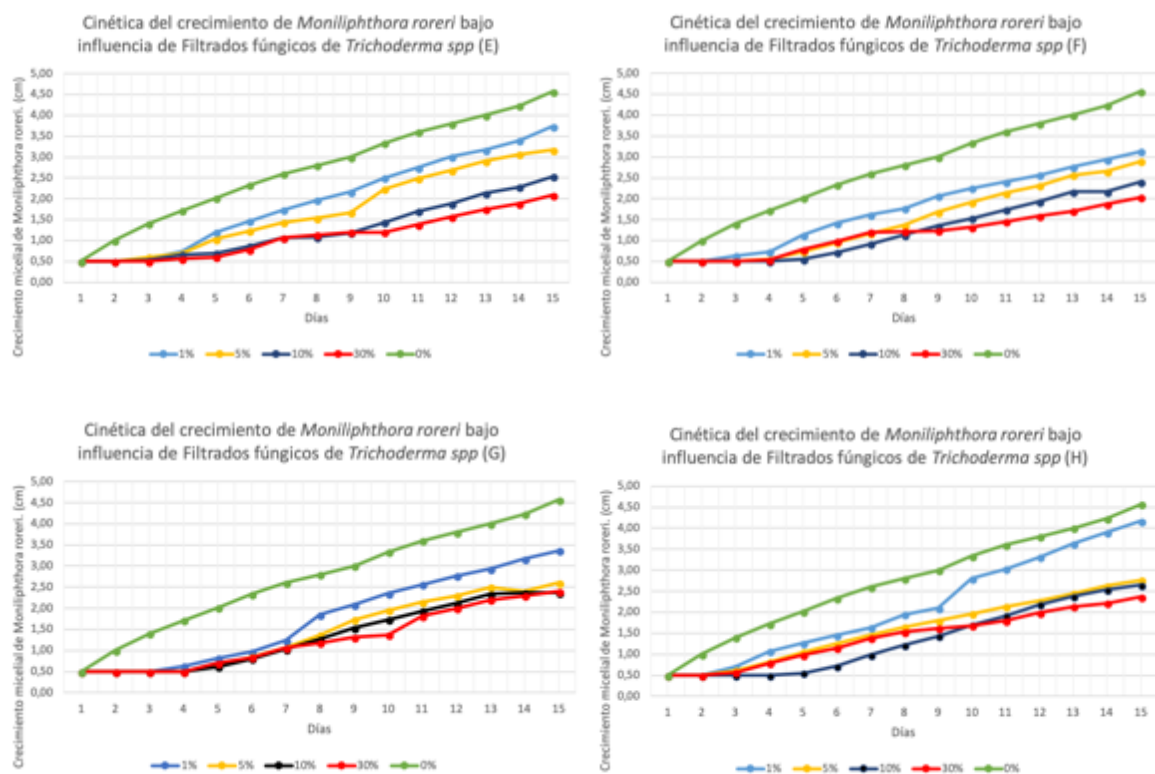 Cinética del crecimiento de Moniliphthora roreri bajo
influencia de Filtrados fúngicos de Trichoderma spp (E)
Crecimiento micelial de Moniliphthora roreri. (cm)
5,00
4,50
4,00
3,50
3,00
2,50
2,00
1,50
1,00
0,50
0,00
1 2 3 4 5 6 7 8 9 10 11 12 13 14 15
Días
1% 5% 10% 30% 0%
Cinética del crecimiento de Moniliphthora roreri bajo
influencia de Filtrados fúngicos de Trichoderma spp (F)
Crecimiento micelial de Moniliphthora roreri. (cm)
5,00
4,50
4,00
3,50
3,00
2,50
2,00
1,50
1,00
0,50
0,00
1 2 3 4 5 6 7 8 9 10 11 12 13 14 15
Días
1% 5% 10% 30% 0%
Cinética del crecimiento de Moniliphthora roreri bajo
influencia de Filtrados fúngicos de Trichoderma spp (G)
Crecimiento micelial de Moniliphthora roreri. (cm)
5,00
4,50
4,00
3,50
3,00
2,50
2,00
1,50
1,00
0,50
0,00
1 2 3 4 5 6 7 8 9 10 11 12 13 14 15
Días
1% 5% 10% 30% 0%
Cinética del crecimiento de Moniliphthora roreri bajo
influencia de Filtrados fúngicos de Trichoderma spp (H)
Crecimiento micelial de Moniliphthora roreri. (cm)
5,00
4,50
4,00
3,50
3,00
2,50
2,00
1,50
1,00
0,50
0,00
1 2 3 4 5 6 7 8 9 10 11 12 13 14 15
Días
1% 5% 10% 30% 0%